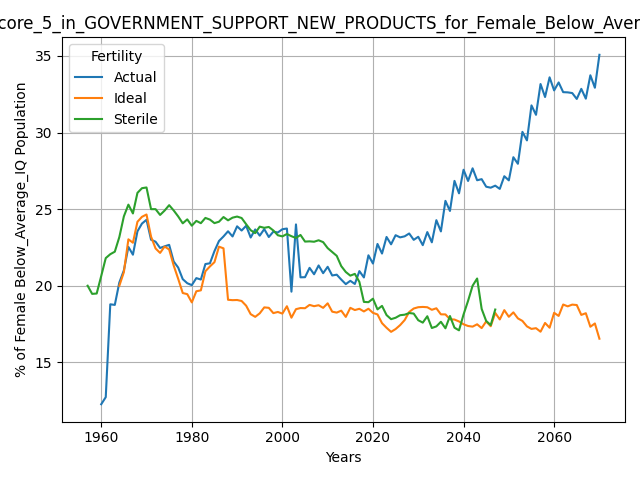 core_5_in_GOVERNMENT_SUPPORT_NEW_PRODUCTS_for_Female_Below_Aver
Fertility
Actual
Ideal
Sterile
% of Female Below_Average_IQ Population
35
30
25
20
15
1960
1980
2000
2020
2040
2060
Years